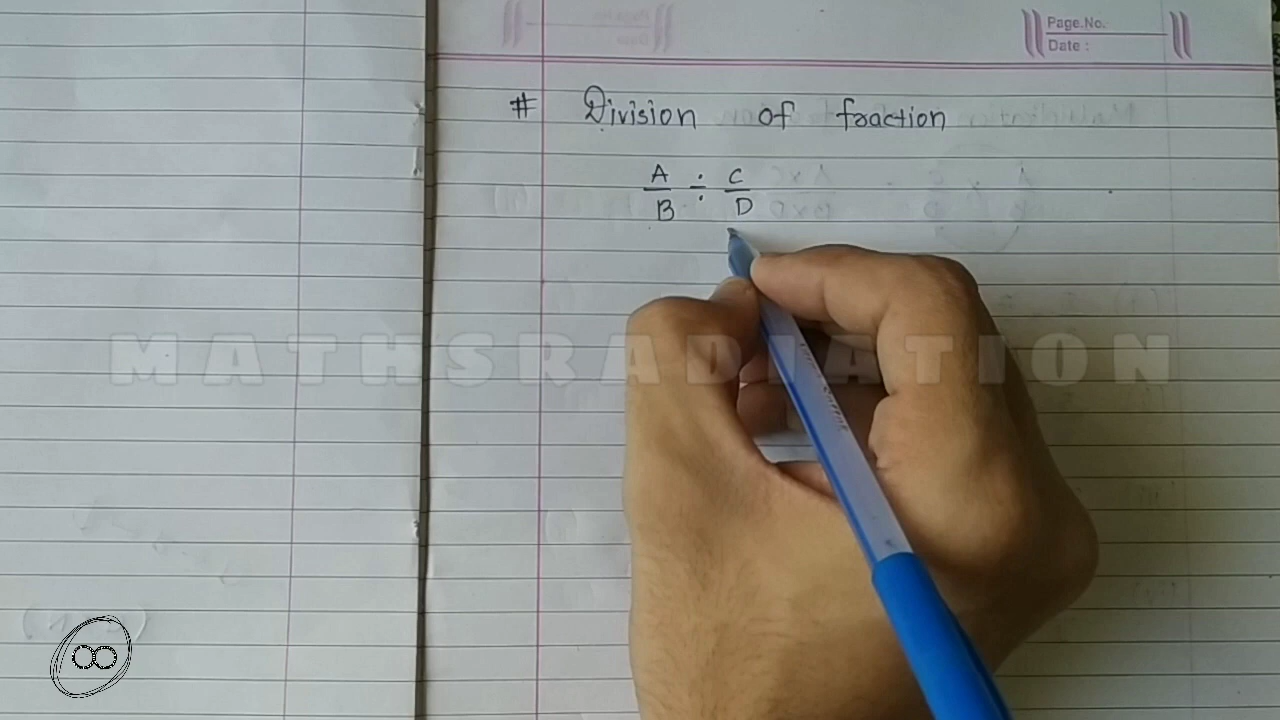 Page.No.
Date :
# Division of fraction
A/B ÷ C/D
MATHSRADIATION